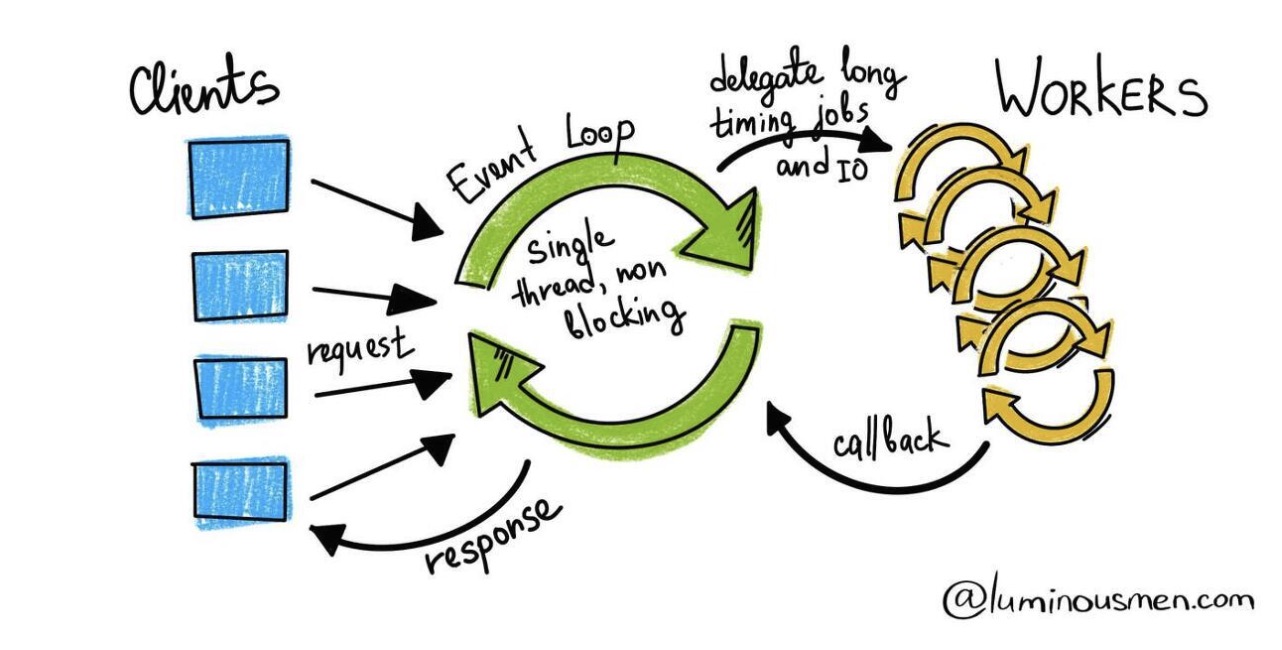 Clients
Event Loop
single
thread, non
blocking
delegate long
timing jobs
and IO
WORKERS
request
callback
response
@luminousmen.com